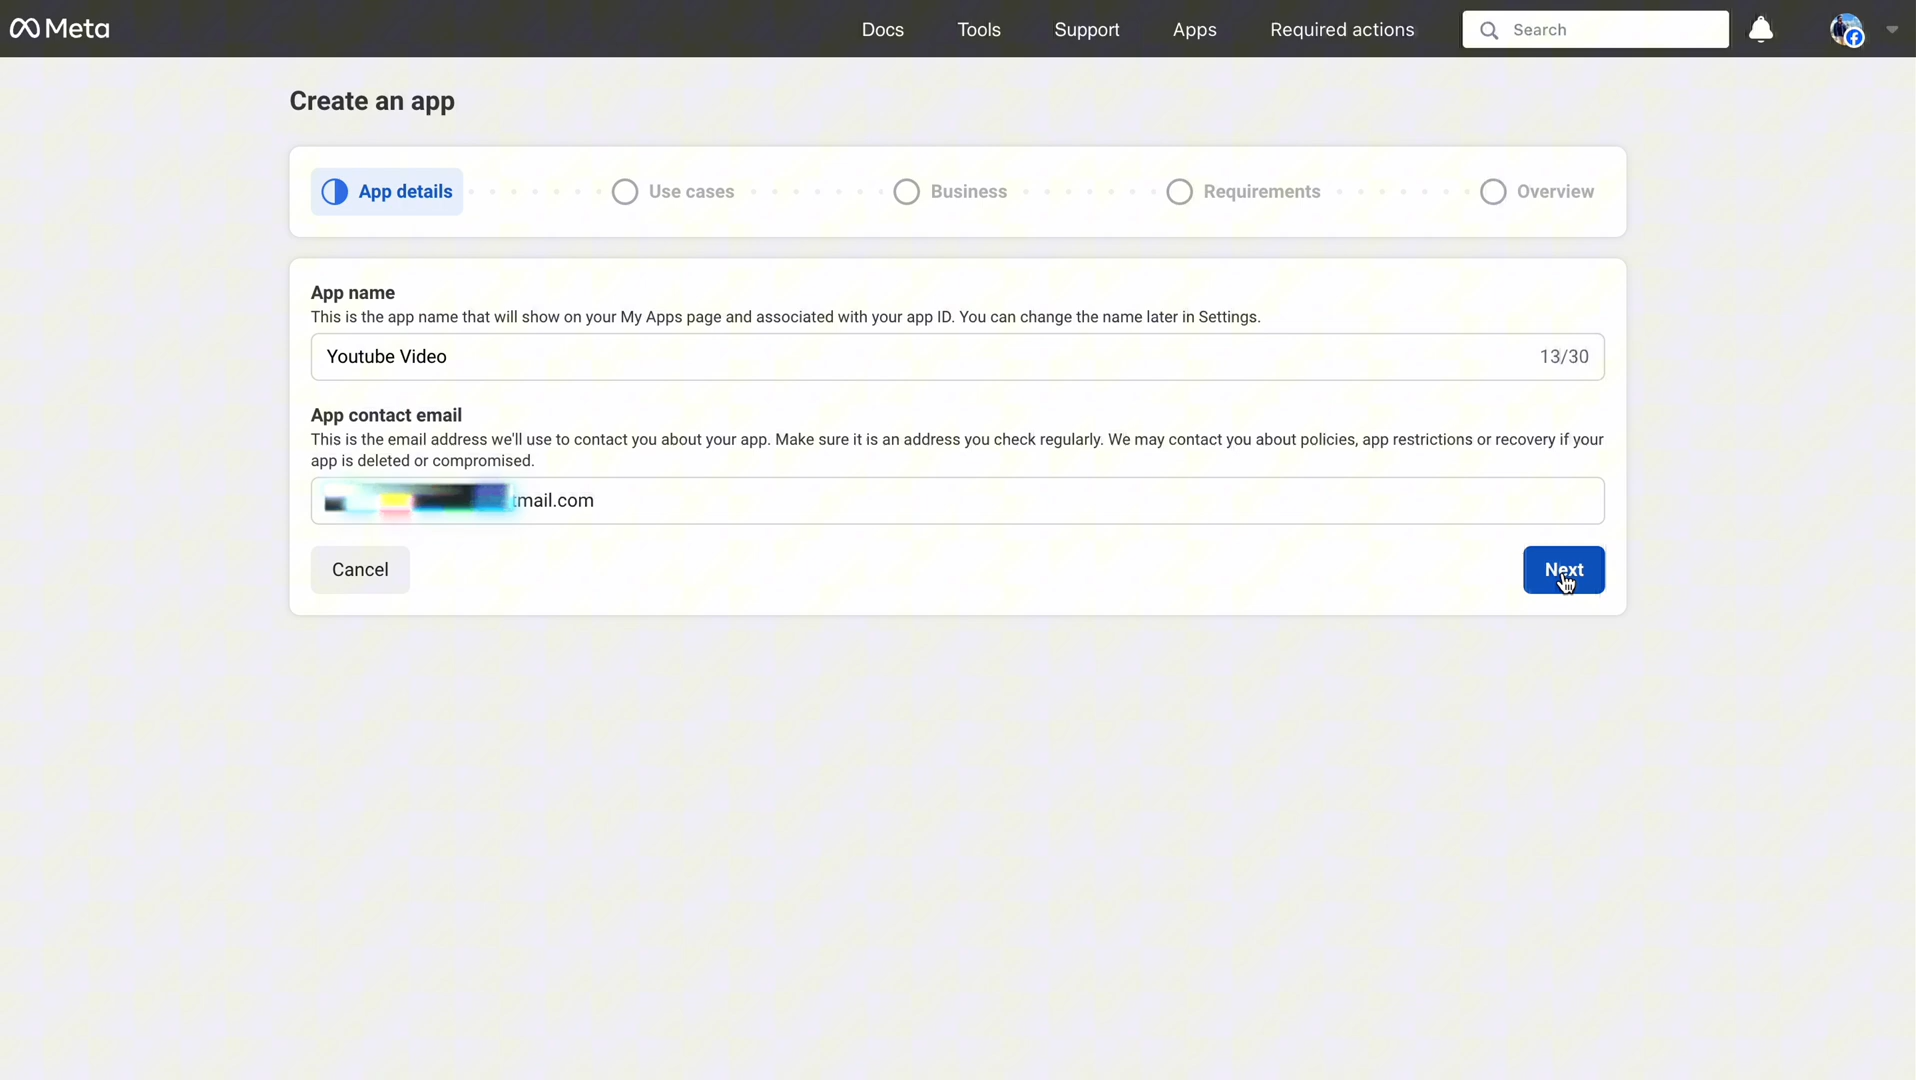 Meta
Docs
Tools
Support
Apps
Required actions
Search
Create an app
App details
Use cases
Business
Requirements
Overview
App name
This is the app name that will show on your My Apps page and associated with your app ID. You can change the name later in Settings.
Youtube Video
13/30
App contact email
This is the email address we'll use to contact you about your app. Make sure it is an address you check regularly. We may contact you about policies, app restrictions or recovery if your
app is deleted or compromised.
tmail.com
Cancel
Next